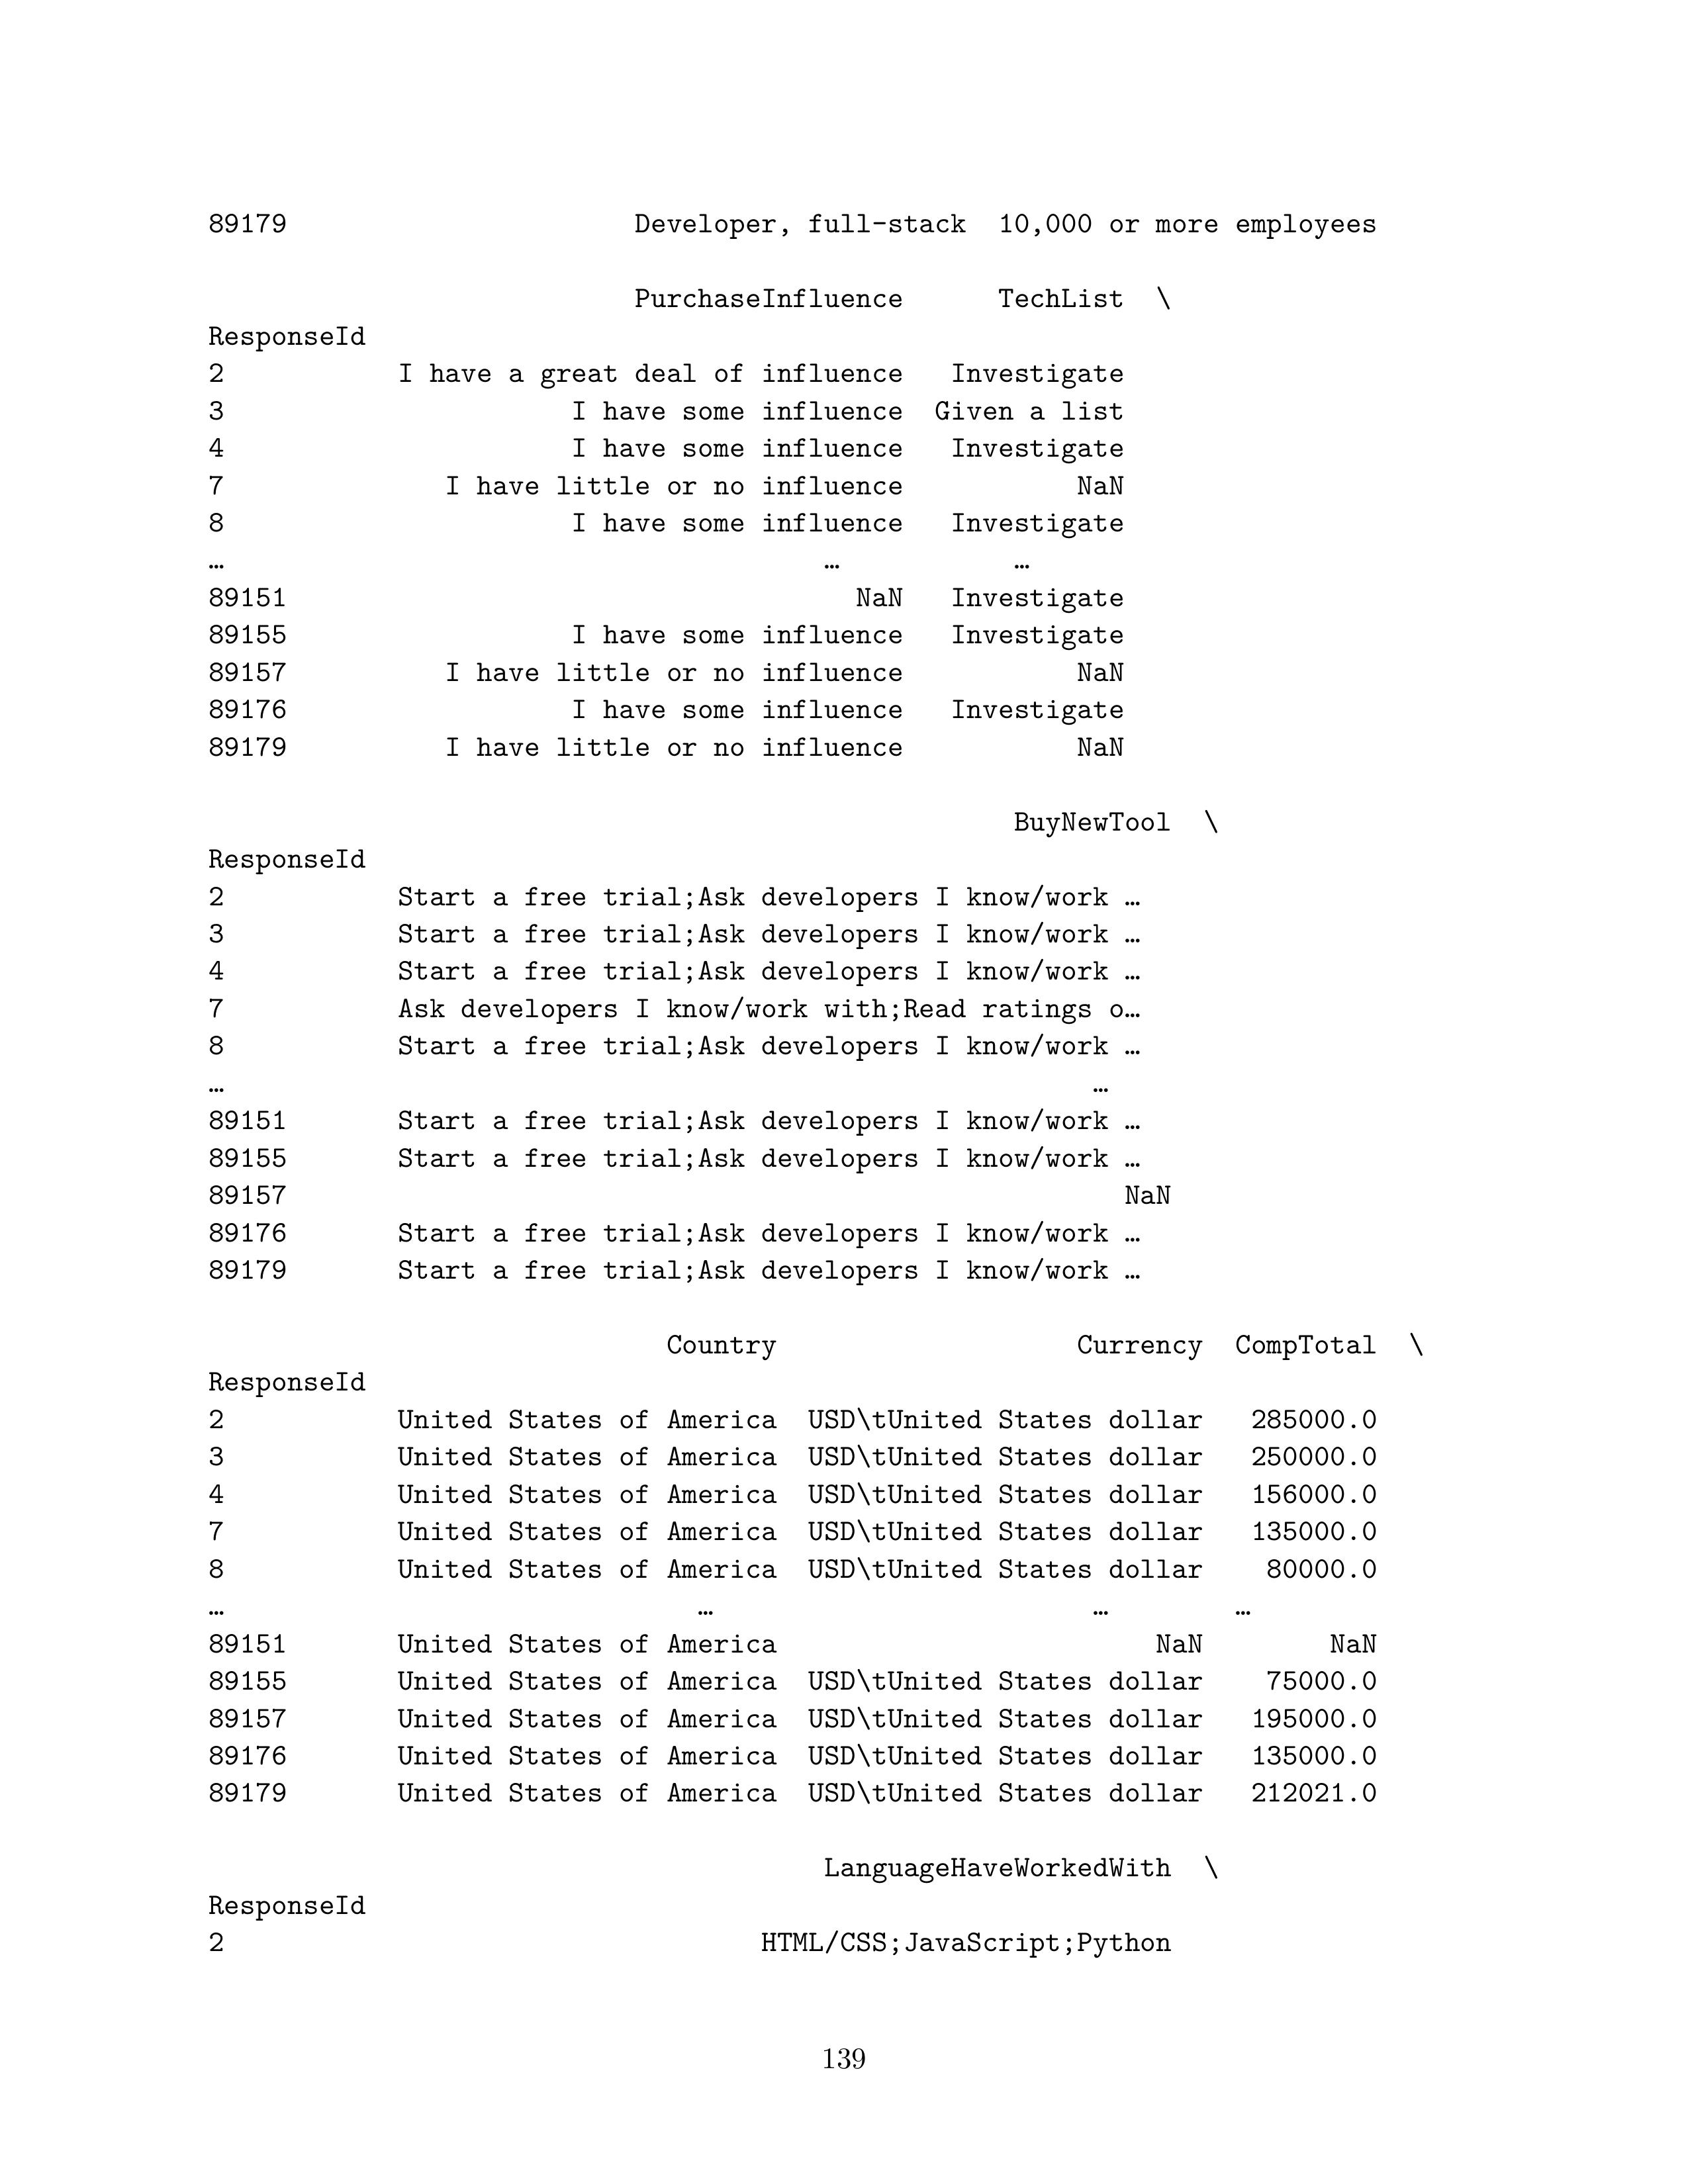 89179                      Developer, full-stack  10,000 or more employees
                           PurchaseInfluence      TechList  \
ResponseId
2           I have a great deal of influence   Investigate
3                      I have some influence  Given a list
4                      I have some influence   Investigate
7              I have little or no influence           NaN
8                      I have some influence   Investigate
…                                      …           …
89151                                    NaN   Investigate
89155                  I have some influence   Investigate
89157          I have little or no influence           NaN
89176                  I have some influence   Investigate
89179          I have little or no influence           NaN
                                                   BuyNewTool  \
ResponseId
2           Start a free trial;Ask developers I know/work …
3           Start a free trial;Ask developers I know/work …
4           Start a free trial;Ask developers I know/work …
7           Ask developers I know/work with;Read ratings o…
8           Start a free trial;Ask developers I know/work …
…                                                       …
89151       Start a free trial;Ask developers I know/work …
89155       Start a free trial;Ask developers I know/work …
89157                                                     NaN
89176       Start a free trial;Ask developers I know/work …
89179       Start a free trial;Ask developers I know/work …
                             Country                   Currency  CompTotal  \
ResponseId
2           United States of America  USD\tUnited States dollar   285000.0
3           United States of America  USD\tUnited States dollar   250000.0
4           United States of America  USD\tUnited States dollar   156000.0
7           United States of America  USD\tUnited States dollar   135000.0
8           United States of America  USD\tUnited States dollar    80000.0
…                              …                        …        …
89151       United States of America                        NaN        NaN
89155       United States of America  USD\tUnited States dollar    75000.0
89157       United States of America  USD\tUnited States dollar   195000.0
89176       United States of America  USD\tUnited States dollar   135000.0
89179       United States of America  USD\tUnited States dollar   212021.0
                                       LanguageHaveWorkedWith  \
ResponseId
2                                  HTML/CSS;JavaScript;Python
139